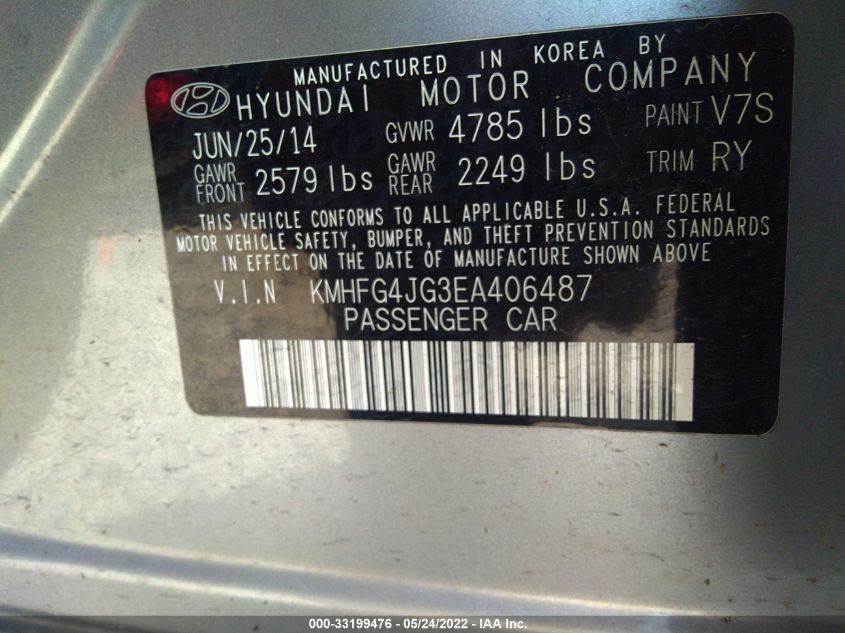 MANUFACTURED IN KOREA BY
HYUNDAI MOTOR COMPANY
JUN/25/14 GVWR 4785 lbs PAINT V7S
GAWR FRONT 2579 lbs GAWR REAR 2249 lbs TRIM RY
THIS VEHICLE CONFORMS TO ALL APPLICABLE U.S.A. FEDERAL
MOTOR VEHICLE SAFETY, BUMPER, AND THEFT PREVENTION STANDARDS
IN EFFECT ON THE DATE OF MANUFACTURE SHOWN ABOVE
V.I.N KMHFG4JG3EA406487
PASSENGER CAR
000-33199476 - 05/24/2022 - IAA Inc.